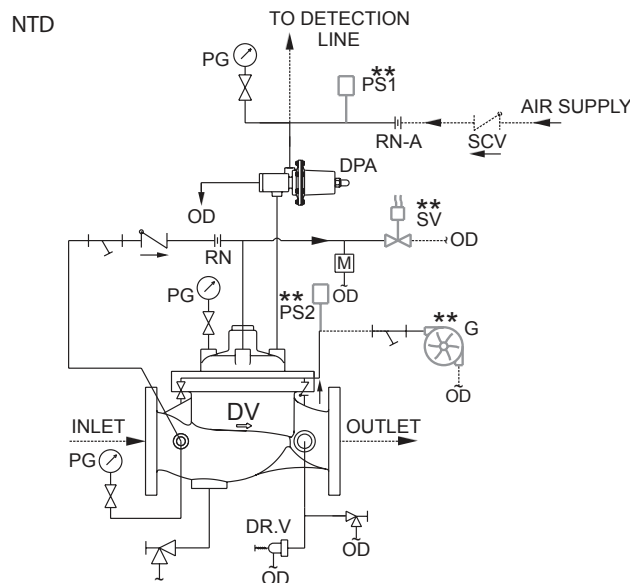 NTD
TO DETECTION
LINE
PG
**
PS1
AIR SUPPLY
RN-A
SCV
DPA
OD
**
SV
RN
OD
M
OD
PG
**
PS2
**
G
OD
DV
INLET
OUTLET
PG
DR.V
OD
OD